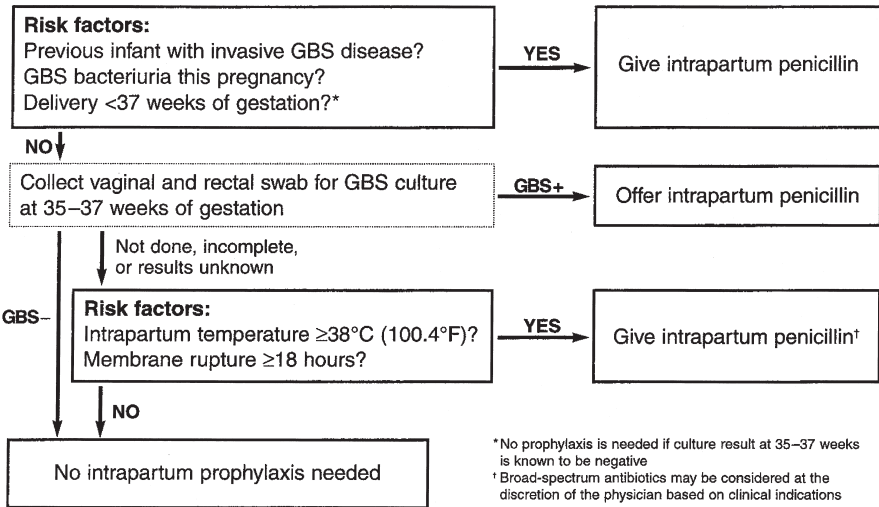 Risk factors:
Previous infant with invasive GBS disease?
GBS bacteriuria this pregnancy?
Delivery <37 weeks of gestation?*
YES
Give intrapartum penicillin
NO
Collect vaginal and rectal swab for GBS culture
at 35–37 weeks of gestation
GBS+
Offer intrapartum penicillin
Not done, incomplete,
or results unknown
GBS–
Risk factors:
Intrapartum temperature ≥38°C (100.4°F)?
Membrane rupture ≥18 hours?
YES
Give intrapartum penicillin†
NO
No intrapartum prophylaxis needed
*No prophylaxis is needed if culture result at 35–37 weeks
is known to be negative
† Broad-spectrum antibiotics may be considered at the
discretion of the physician based on clinical indications